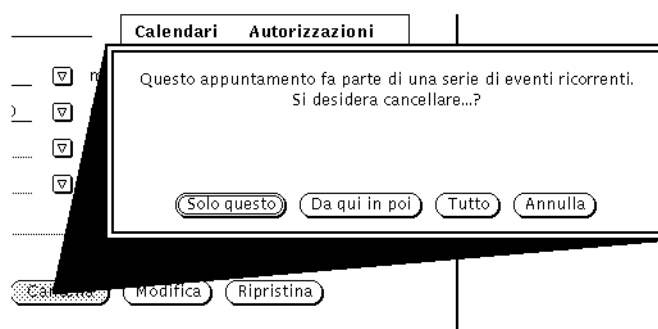 Calendari Autorizzazioni
Questo appuntamento fa parte di una serie di eventi ricorrenti.
Si desidera cancellare...?
Solo questo Da qui in poi Tutto Annulla
Modifica Ripristina